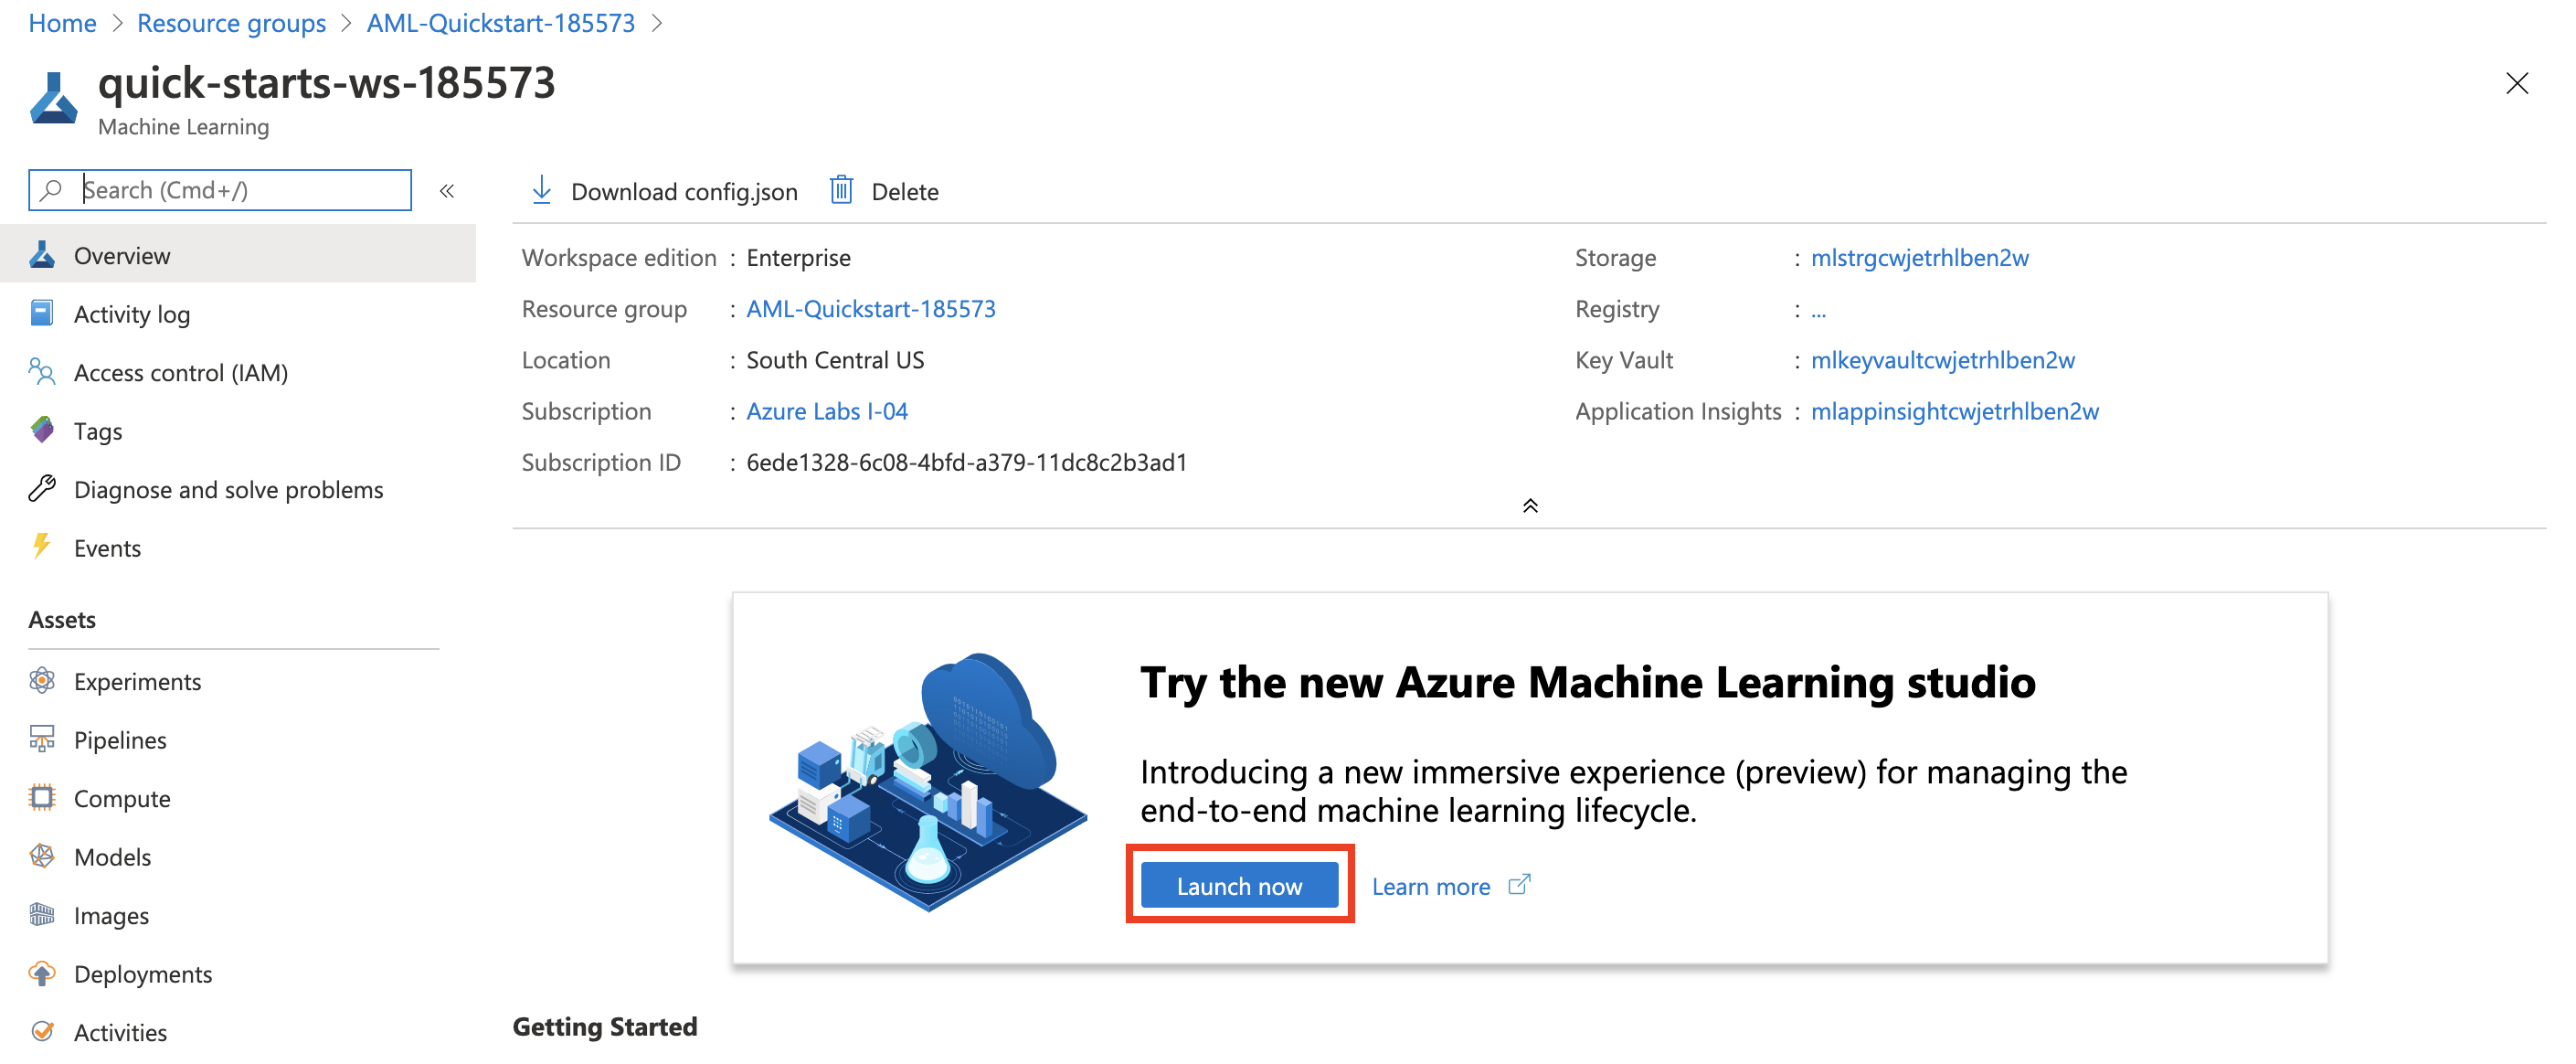 Home > Resource groups > AML-Quickstart-185573 >
quick-starts-ws-185573
Machine Learning
Search (Cmd+/)
«
Download config.json
Delete
Overview
Activity log
Access control (IAM)
Tags
Diagnose and solve problems
Events
Assets
Experiments
Pipelines
Compute
Models
Images
Deployments
Activities
Workspace edition : Enterprise
Resource group : AML-Quickstart-185573
Location : South Central US
Subscription : Azure Labs I-04
Subscription ID : 6ede1328-6c08-4bfd-a379-11dc8c2b3ad1
Storage : mlstrgcwjetrhlben2w
Registry : ...
Key Vault : mlkeyvaultcwjetrhlben2w
Application Insights : mlappinsightcwjetrhlben2w
Try the new Azure Machine Learning studio
Introducing a new immersive experience (preview) for managing the
end-to-end machine learning lifecycle.
Launch now
Learn more
Getting Started